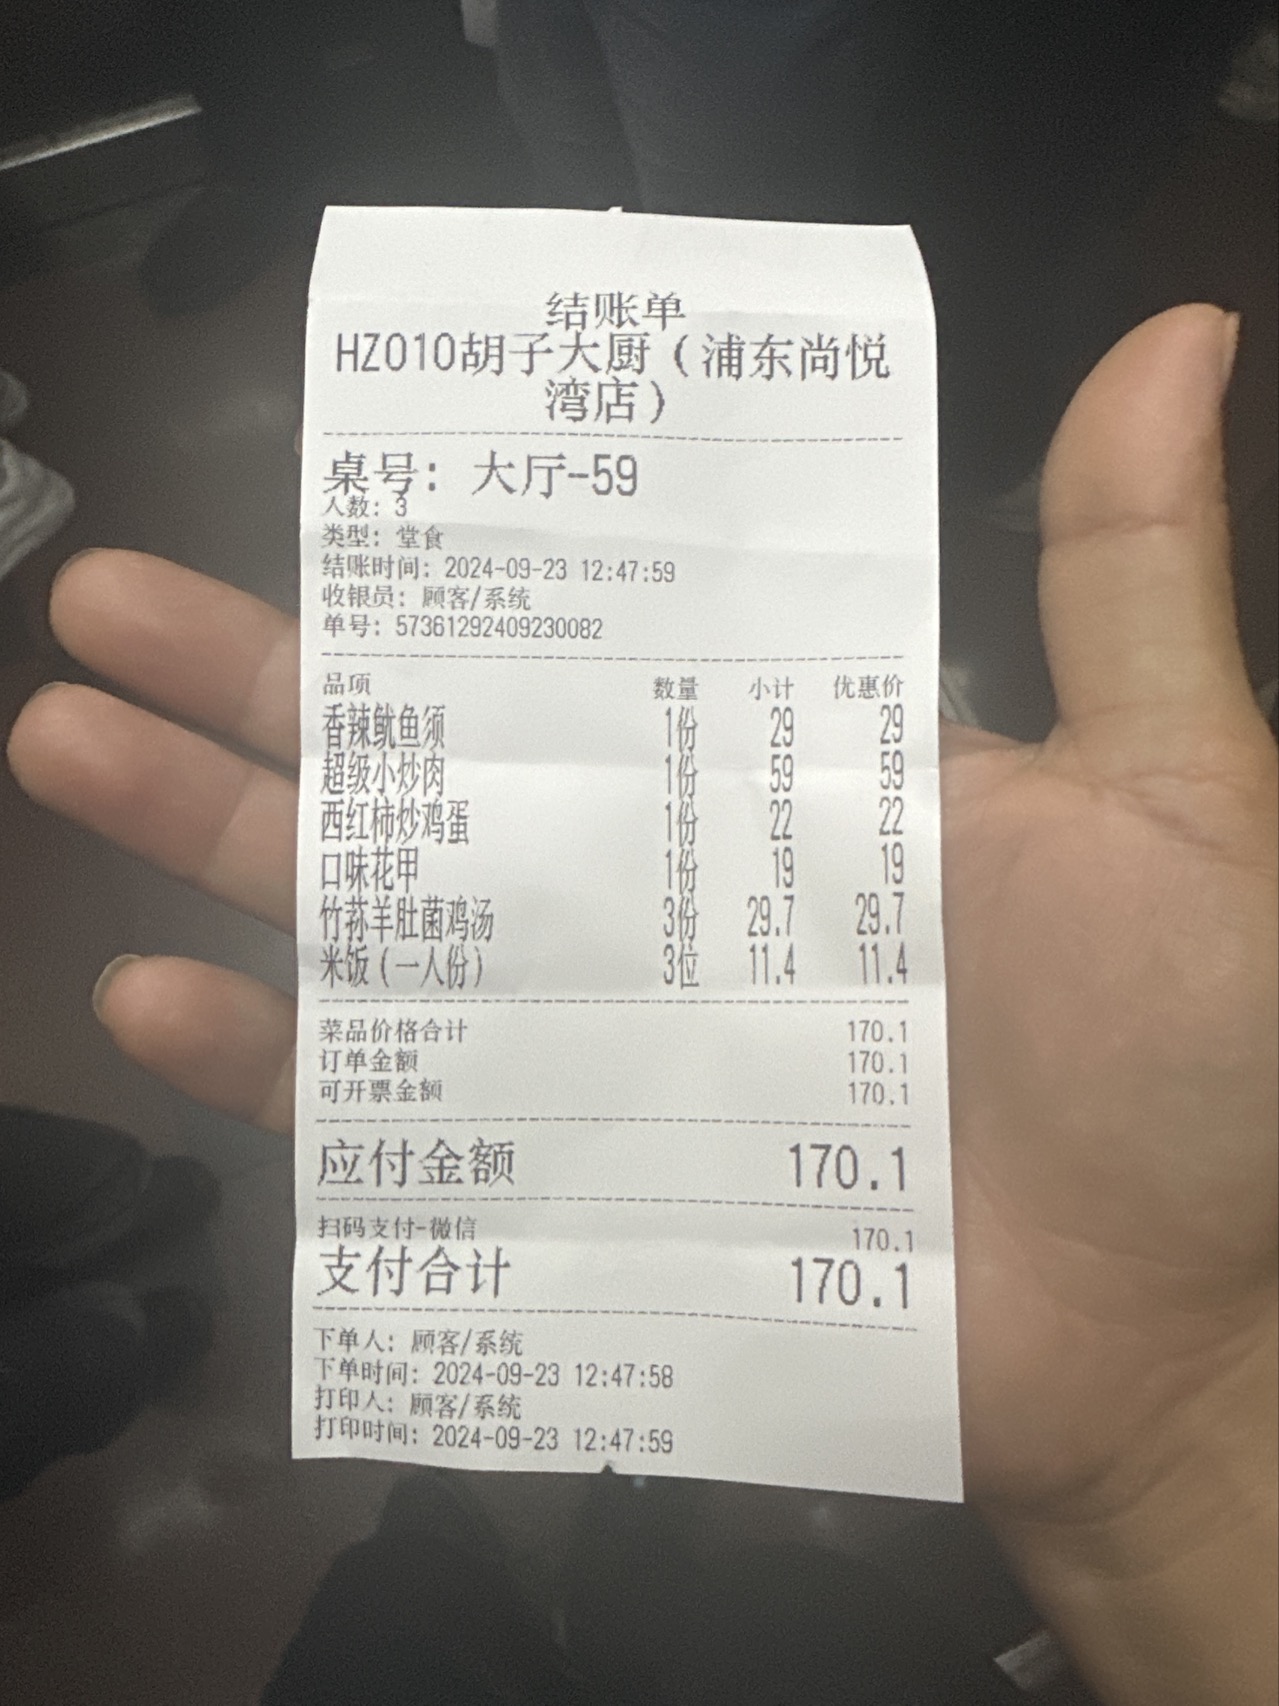 结账单
HZ010胡子大厨（浦东尚悦
湾店）
桌号：大厅-59
人数：3
类型：堂食
结账时间：2024-09-23 12:47:59
收银员：顾客/系统
单号：57361292409230082
品项 数量 小计 优惠价
香辣鱿鱼须 1份 29 29
超级小炒肉 1份 59 59
西红柿炒鸡蛋 1份 22 22
口味花甲 1份 19 19
竹荪羊肚菌鸡汤 3份 29.7 29.7
米饭（一人份） 3位 11.4 11.4
菜品价格合计 170.1
订单金额 170.1
可开票金额 170.1
应付金额 170.1
扫码支付-微信 170.1
支付合计 170.1
下单人：顾客/系统
下单时间：2024-09-23 12:47:58
打印人：顾客/系统
打印时间：2024-09-23 12:47:59